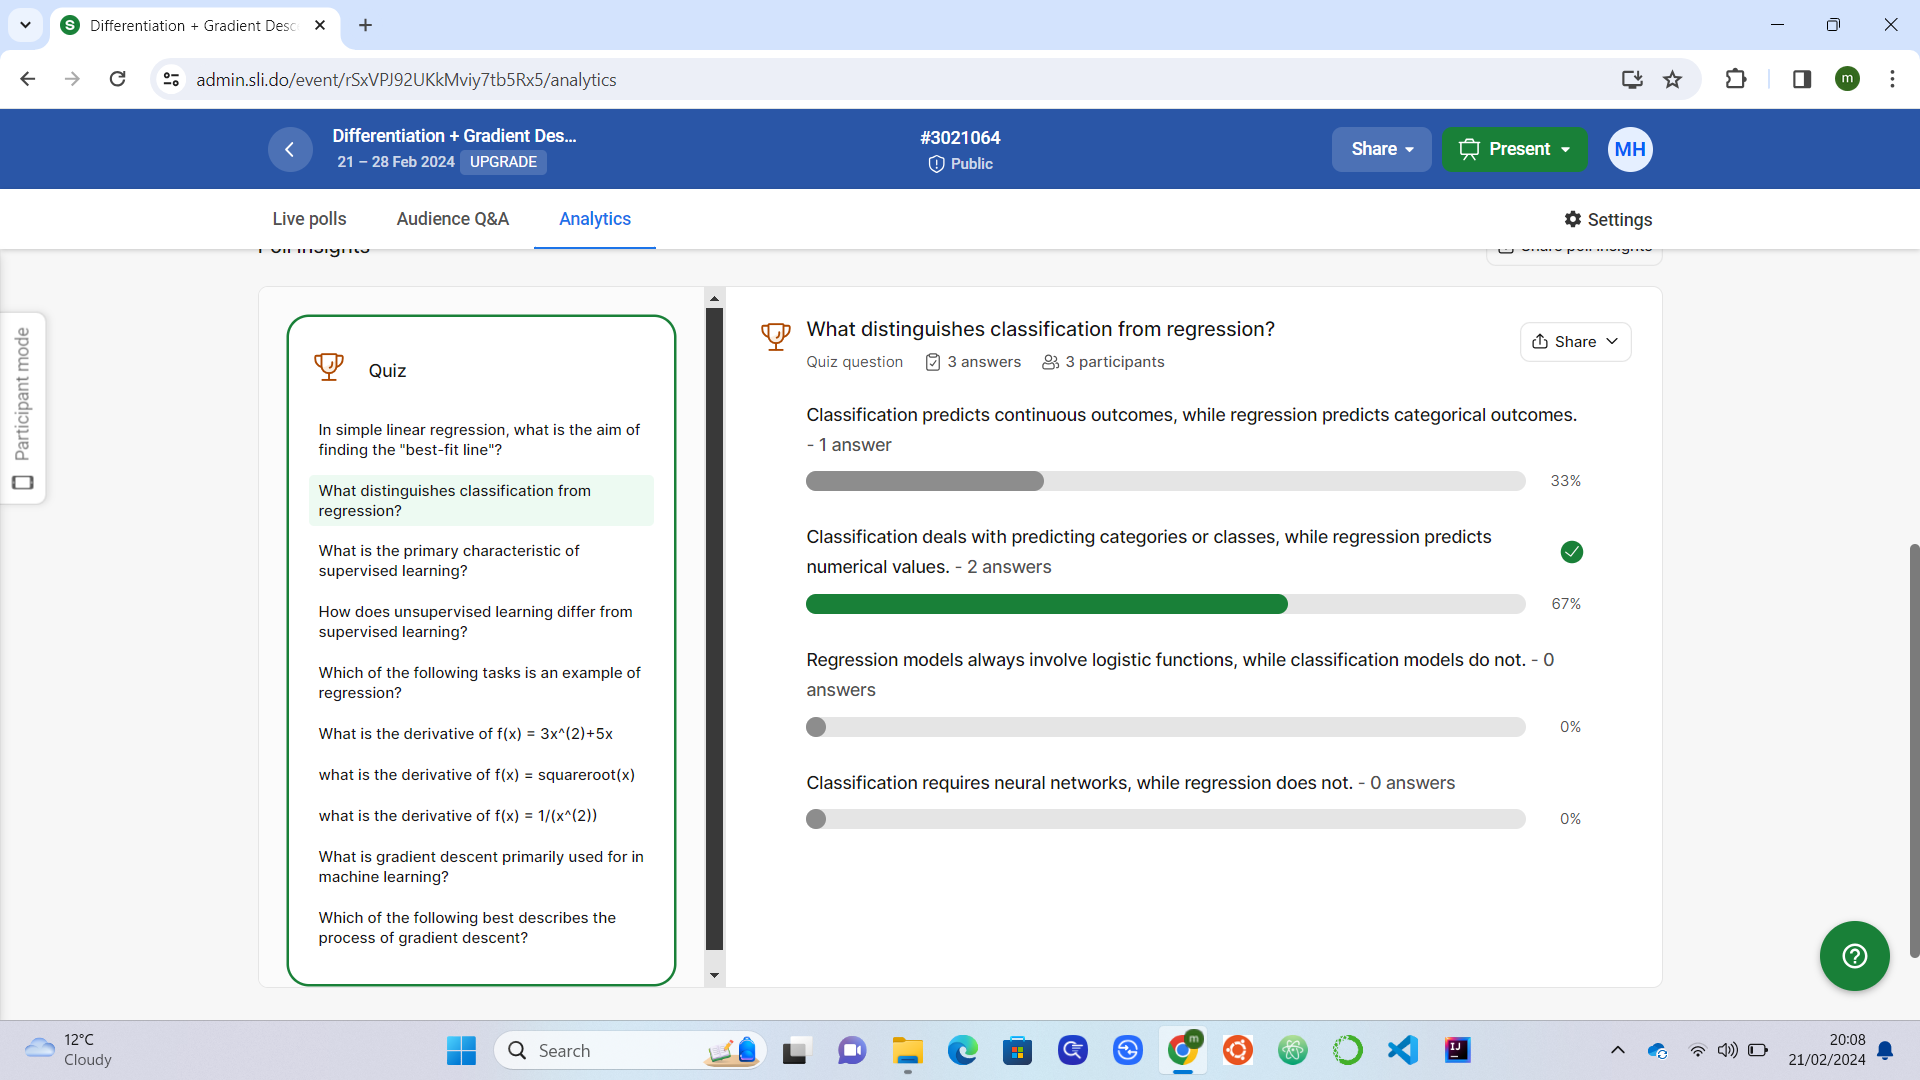 Differentiation + Gradient Desc
admin.sli.do/event/rSxVPJ92UKkMviy7tb5Rx5/analytics
m
Differentiation + Gradient Des...
21 – 28 Feb 2024 UPGRADE
#3021064
Public
Share
Present
MH
Live polls
Audience Q&A
Analytics
Settings
Poll insights
Share poll insights
Participant mode
Quiz
In simple linear regression, what is the aim of
finding the "best-fit line"?
What distinguishes classification from
regression?
What is the primary characteristic of
supervised learning?
How does unsupervised learning differ from
supervised learning?
Which of the following tasks is an example of
regression?
What is the derivative of f(x) = 3x^(2)+5x
what is the derivative of f(x) = squareroot(x)
what is the derivative of f(x) = 1/(x^(2))
What is gradient descent primarily used for in
machine learning?
Which of the following best describes the
process of gradient descent?
What distinguishes classification from regression?
Quiz question 3 answers 3 participants
Share
Classification predicts continuous outcomes, while regression predicts categorical outcomes.
- 1 answer
33%
Classification deals with predicting categories or classes, while regression predicts
numerical values. - 2 answers
67%
Regression models always involve logistic functions, while classification models do not. - 0
answers
0%
Classification requires neural networks, while regression does not. - 0 answers
0%
12°C
Cloudy
Search
m
IJ
20:08
21/02/2024